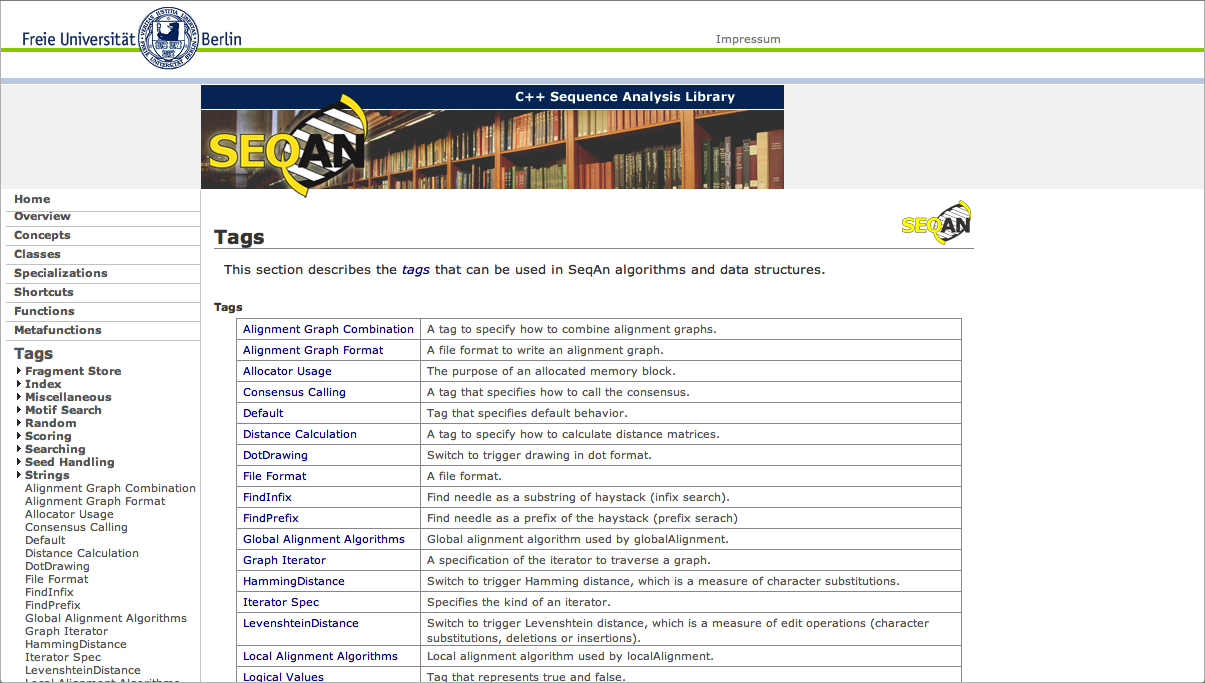 Freie Universität Berlin
Impressum
C++ Sequence Analysis Library
SEQAN
Home
Overview
Concepts
Classes
Specializations
Shortcuts
Functions
Metafunctions
Tags
Fragment Store
Index
Miscellaneous
Motif Search
Random
Scoring
Searching
Seed Handling
Strings
Alignment Graph Combination
Alignment Graph Format
Allocator Usage
Consensus Calling
Default
Distance Calculation
DotDrawing
File Format
FindInfix
FindPrefix
Global Alignment Algorithms
Graph Iterator
HammingDistance
Iterator Spec
LevenshteinDistance
Local Alignment Algorithms
SEQAN
Tags
This section describes the tags that can be used in SeqAn algorithms and data structures.
Tags
Alignment Graph Combination A tag to specify how to combine alignment graphs.
Alignment Graph Format A file format to write an alignment graph.
Allocator Usage The purpose of an allocated memory block.
Consensus Calling A tag that specifies how to call the consensus.
Default Tag that specifies default behavior.
Distance Calculation A tag to specify how to calculate distance matrices.
DotDrawing Switch to trigger drawing in dot format.
File Format A file format.
FindInfix Find needle as a substring of haystack (infix search).
FindPrefix Find needle as a prefix of the haystack (prefix serach)
Global Alignment Algorithms Global alignment algorithm used by globalAlignment.
Graph Iterator A specification of the iterator to traverse a graph.
HammingDistance Switch to trigger Hamming distance, which is a measure of character substitutions.
Iterator Spec Specifies the kind of an iterator.
LevenshteinDistance Switch to trigger Levenshtein distance, which is a measure of edit operations (character
substitutions, deletions or insertions).
Local Alignment Algorithms Local alignment algorithm used by localAlignment.
Logical Values Tag that represents true and false.